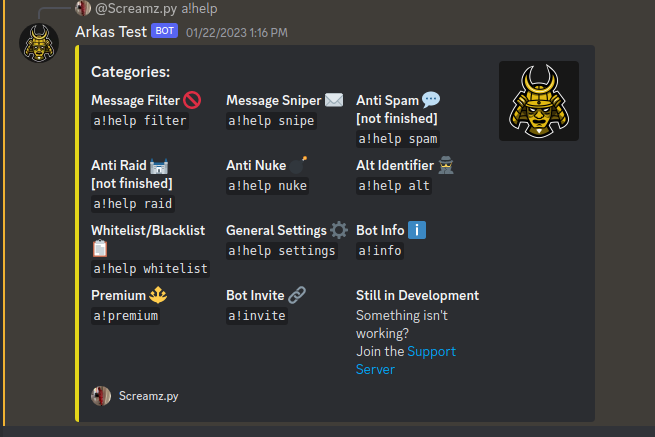 @Screamz.py a!help
Arkas Test BOT 01/22/2023 1:16 PM
Categories:
Message Filter 🚫
a!help filter
Message Sniper ✉️
a!help snipe
Anti Spam 💬
[not finished]
a!help spam
Anti Raid 🏰
[not finished]
a!help raid
Anti Nuke 💣
a!help nuke
Alt Identifier 🕵️
a!help alt
Whitelist/Blacklist
📋
a!help whitelist
General Settings ⚙️
a!help settings
Bot Info ℹ️
a!info
Premium 🔱
a!premium
Bot Invite 🔗
a!invite
Still in Development
Something isn't
working?
Join the Support
Server
Screamz.py